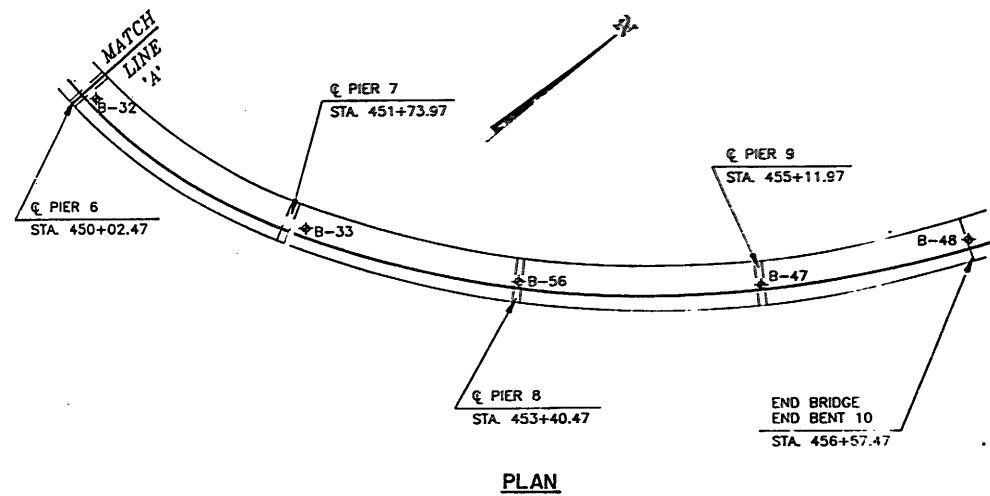 MATCH
LINE
'A'
B-32
℄ PIER 7
STA. 451+73.97
N
℄ PIER 9
STA. 455+11.97
℄ PIER 6
STA. 450+02.47
B-33
B-56
B-47
B-48
℄ PIER 8
STA. 453+40.47
END BRIDGE
END BENT 10
STA. 456+57.47
PLAN